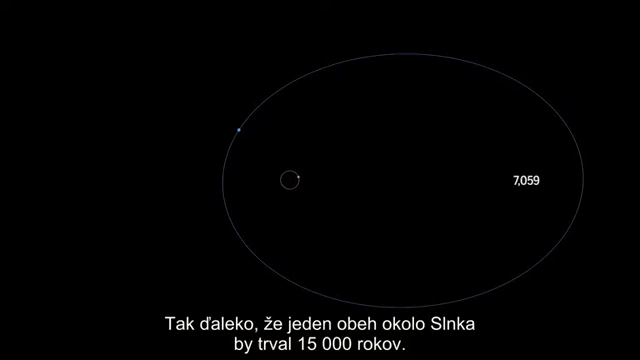 7,059
Tak ďaleko, že jeden obeh okolo Slnka
by trval 15 000 rokov.